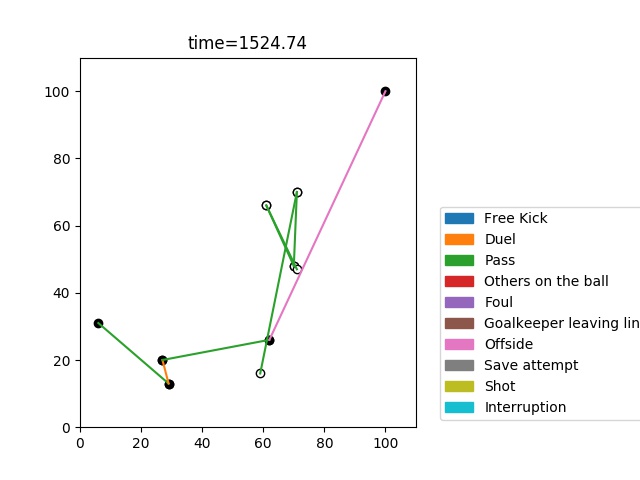 time=1524.74
100
80
60
40
20
0
0 20 40 60 80 100
Free Kick
Duel
Pass
Others on the ball
Foul
Goalkeeper leaving lin
Offside
Save attempt
Shot
Interruption